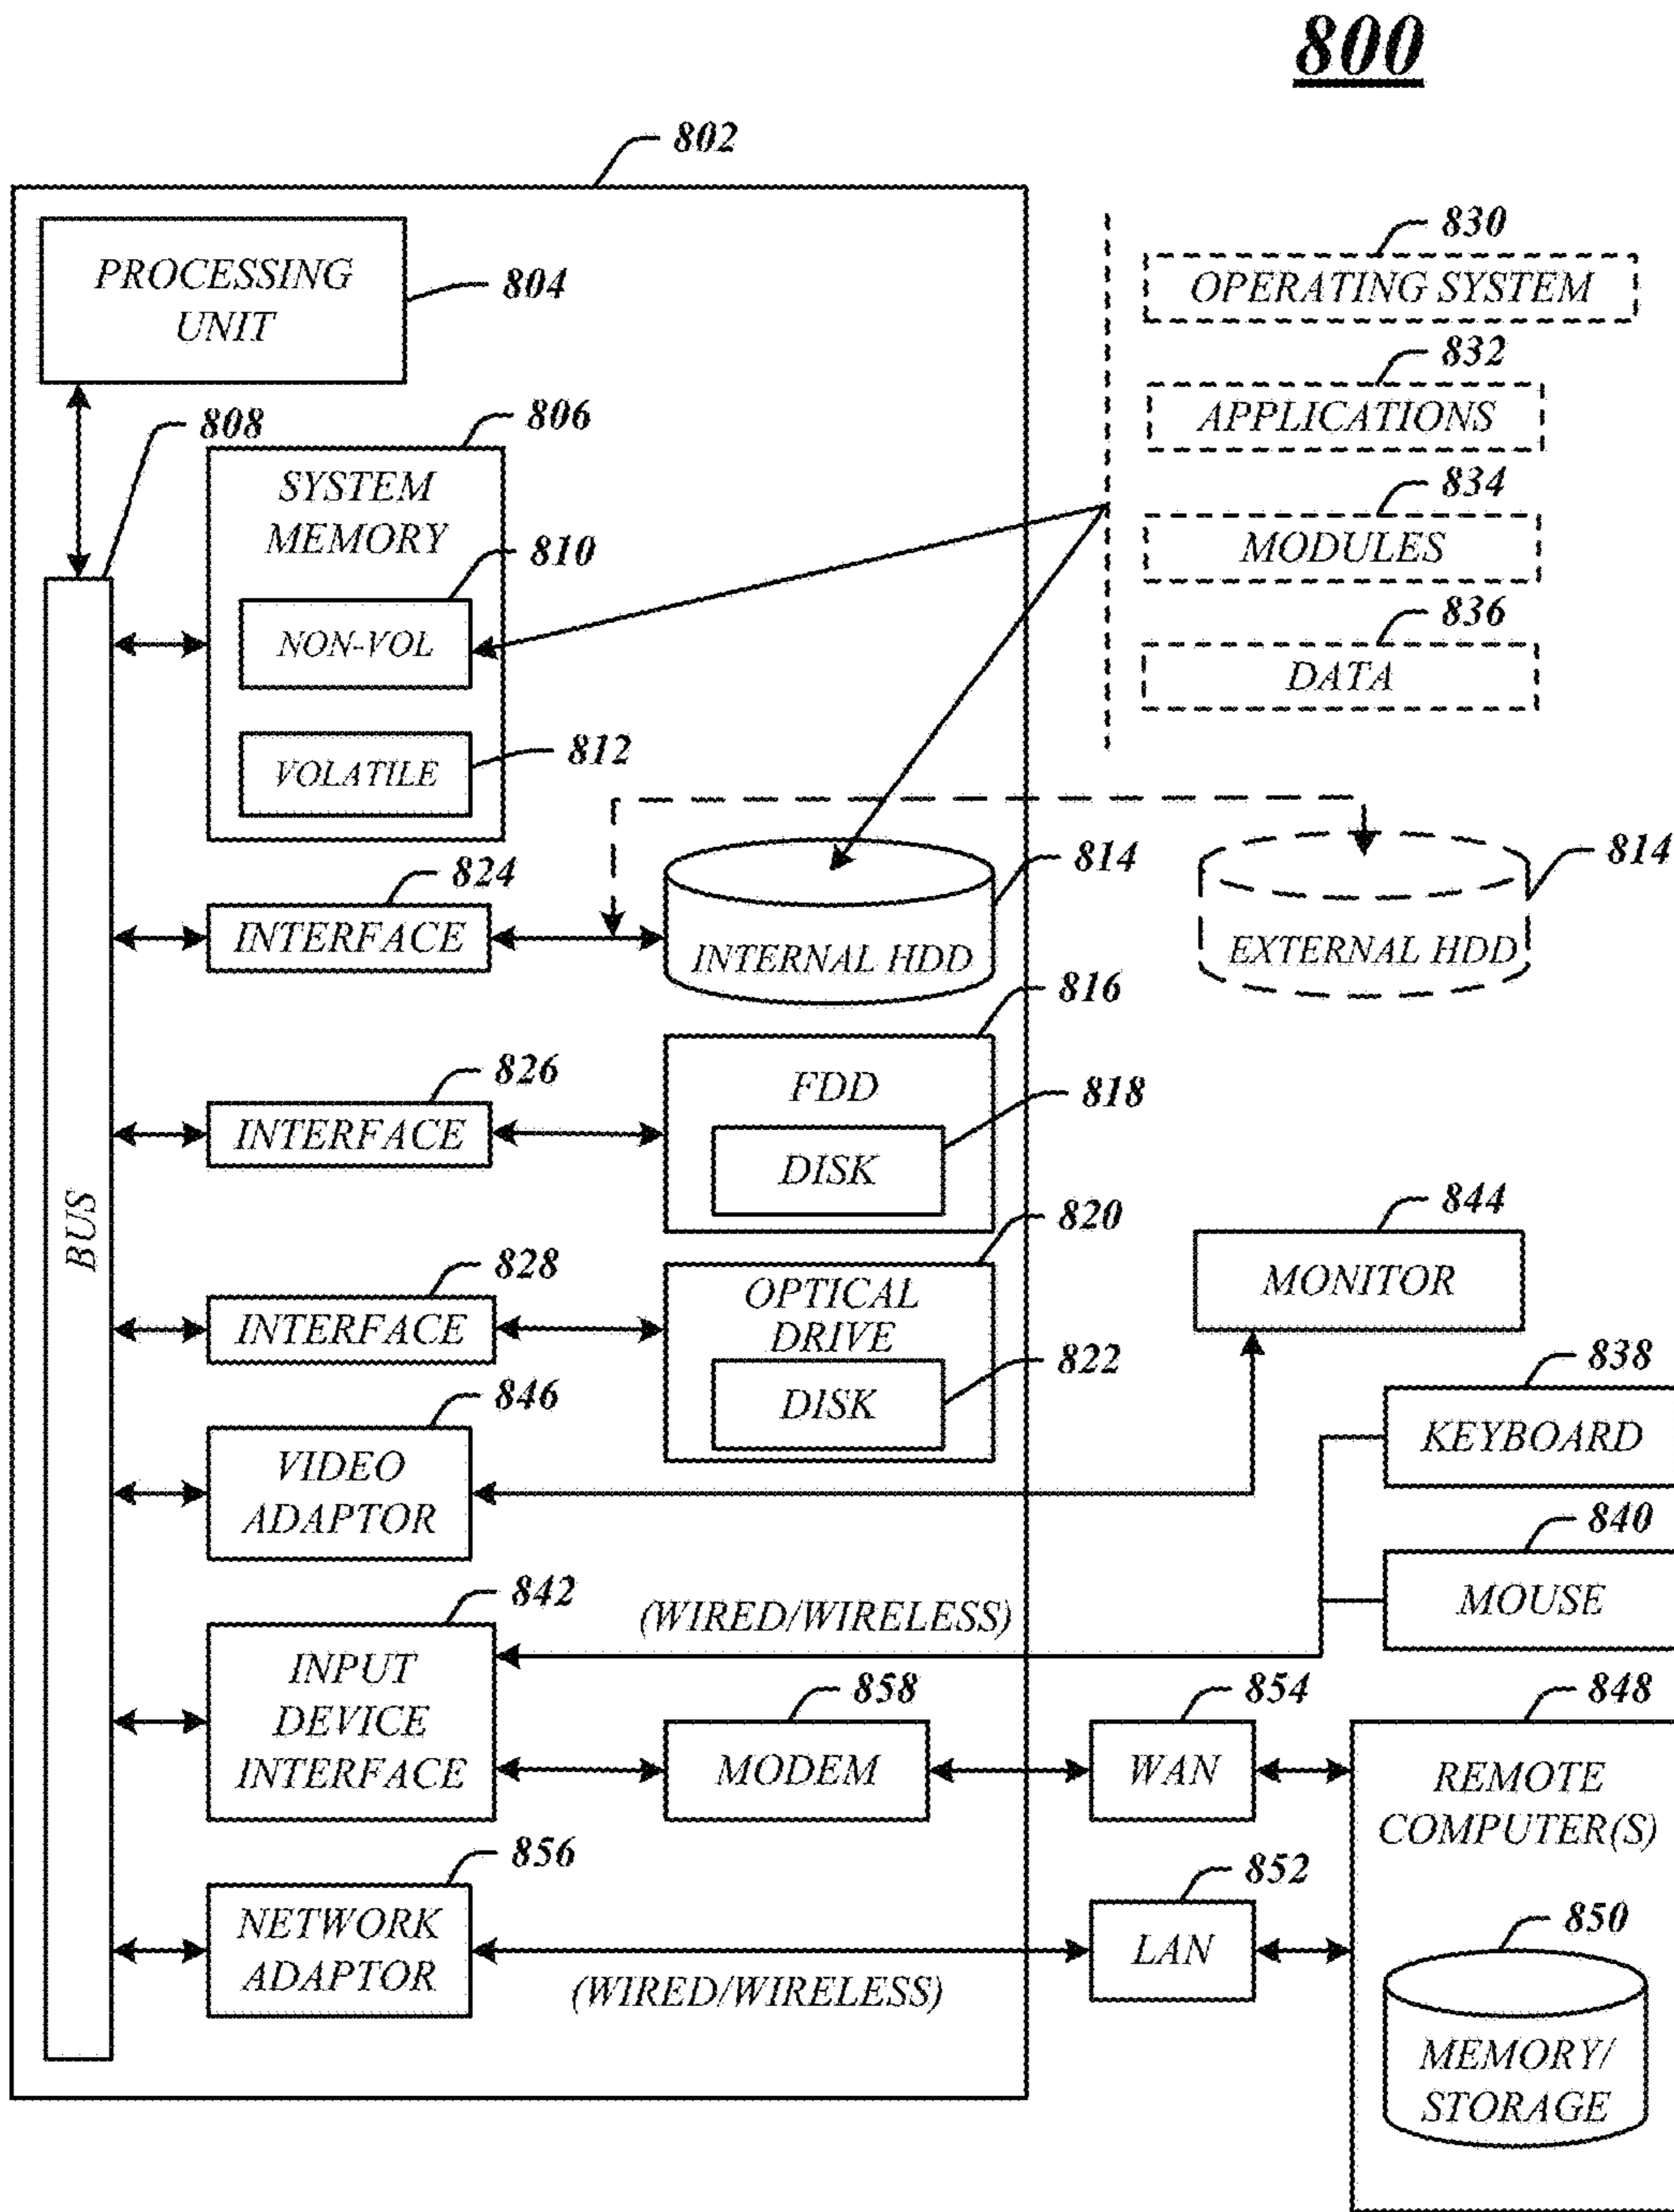 800
802
PROCESSING
UNIT
804
808
806
SYSTEM
MEMORY
810
NON-VOL
812
VOLATILE
830
OPERATING SYSTEM
832
APPLICATIONS
834
MODULES
836
DATA
824
INTERFACE
814
INTERNAL HDD
814
EXTERNAL HDD
816
826
INTERFACE
FDD
818
DISK
BUS
828
INTERFACE
820
OPTICAL
DRIVE
822
DISK
844
MONITOR
846
VIDEO
ADAPTOR
838
KEYBOARD
840
MOUSE
842
INPUT
DEVICE
INTERFACE
(WIRED/WIRELESS)
858
MODEM
854
WAN
848
REMOTE
COMPUTER(S)
856
NETWORK
ADAPTOR
(WIRED/WIRELESS)
852
LAN
850
MEMORY/
STORAGE